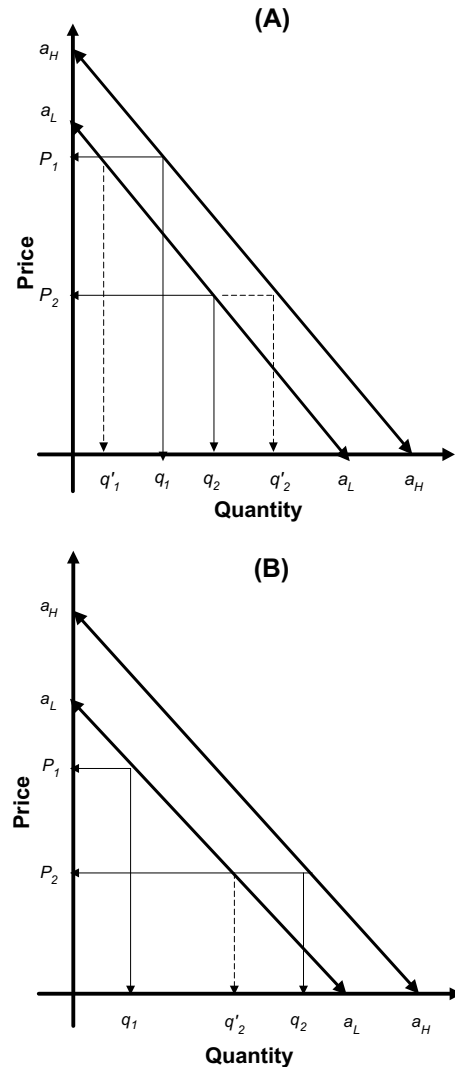 (A)
a_H
a_L
P_1
Price
P_2
q'_1 q_1 q_2 q'_2 a_L a_H
Quantity
(B)
a_H
a_L
P_1
Price
P_2
q_1 q'_2 q_2 a_L a_H
Quantity